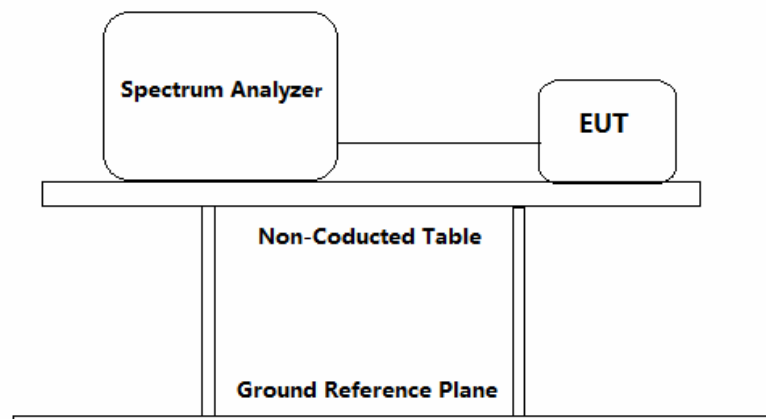 Spectrum Analyzer
EUT
Non-Coducted Table
Ground Reference Plane